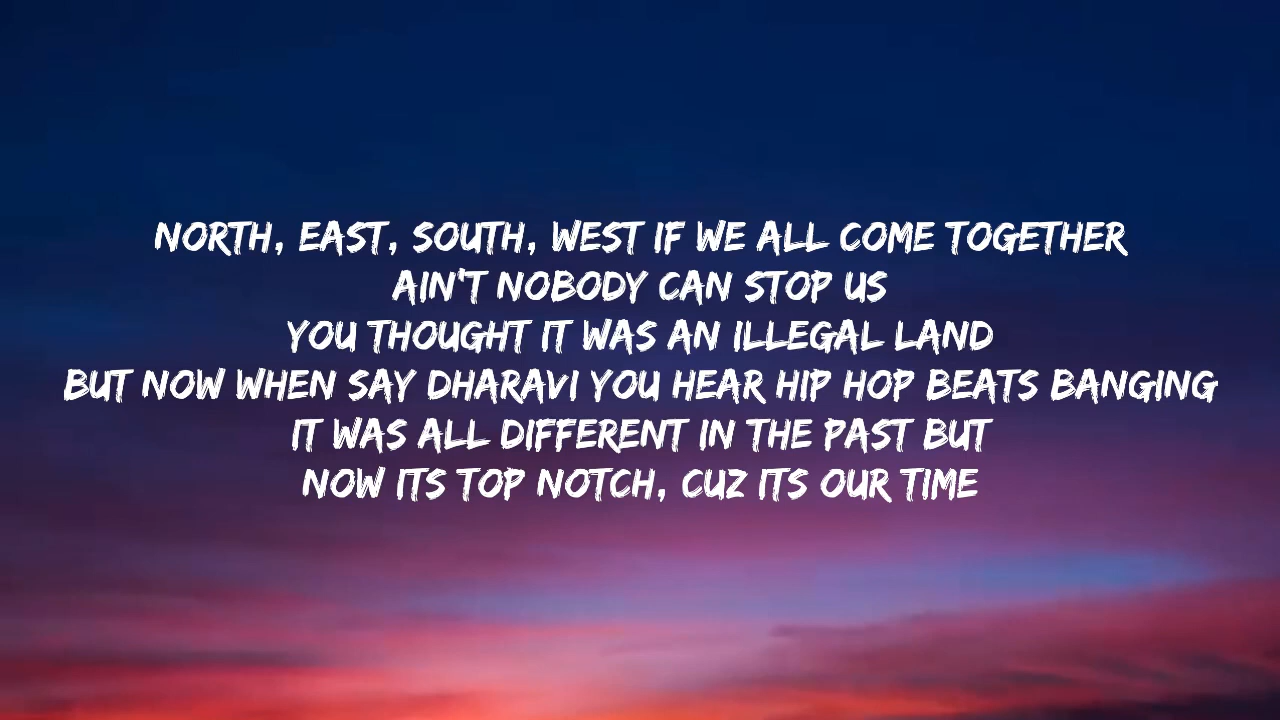 NORTH, EAST, SOUTH, WEST IF WE ALL COME TOGETHER
AIN'T NOBODY CAN STOP US
YOU THOUGHT IT WAS AN ILLEGAL LAND
BUT NOW WHEN SAY DHARAVI YOU HEAR HIP HOP BEATS BANGING
IT WAS ALL DIFFERENT IN THE PAST BUT
NOW ITS TOP NOTCH, CUZ ITS OUR TIME